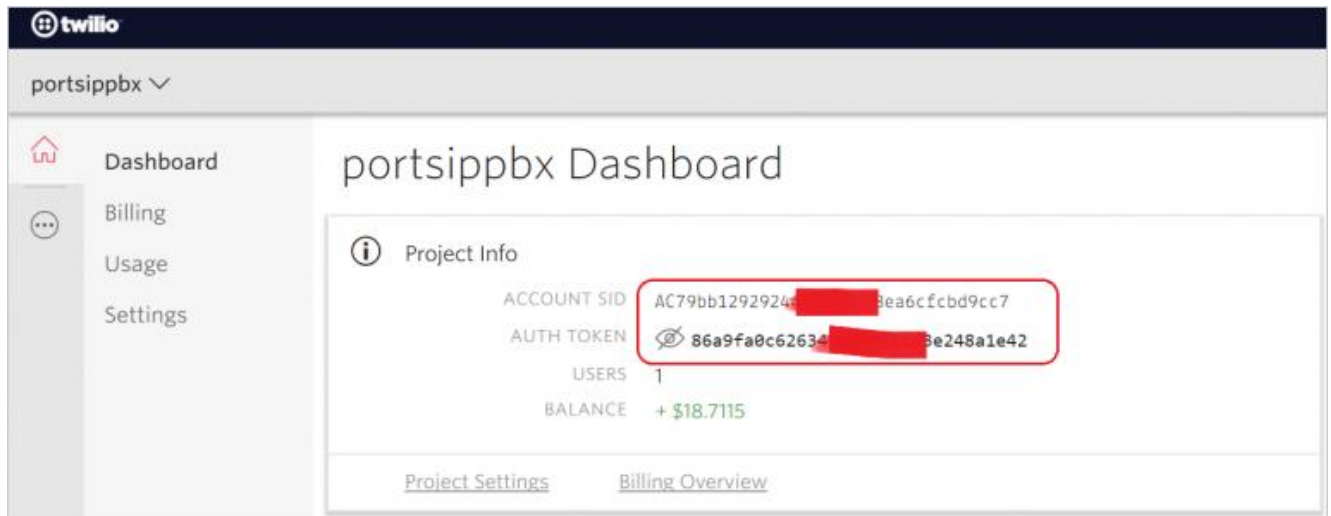 twilio
portsippbx
Dashboard
Billing
Usage
Settings
portsippbx Dashboard
Project Info
ACCOUNT SID AC79bb1292924 ea6cfcbd9cc7
AUTH TOKEN 86a9fa0c62634 e248a1e42
USERS 1
BALANCE + $18.7115
Project Settings Billing Overview